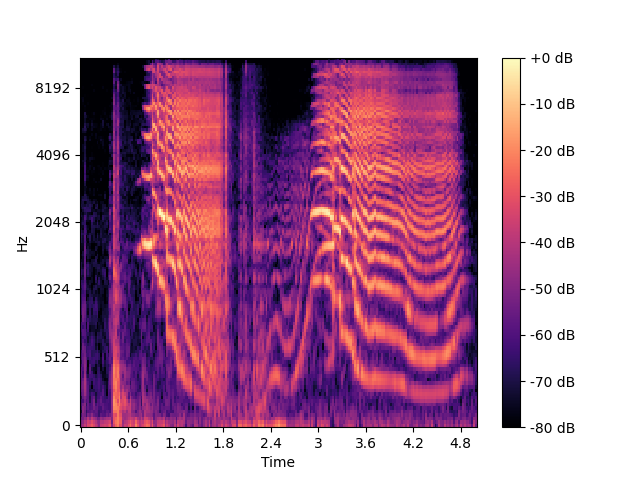 8192
4096
2048
1024
512
0
Hz
0 0.6 1.2 1.8 2.4 3 3.6 4.2 4.8
Time
+0 dB
-10 dB
-20 dB
-30 dB
-40 dB
-50 dB
-60 dB
-70 dB
-80 dB